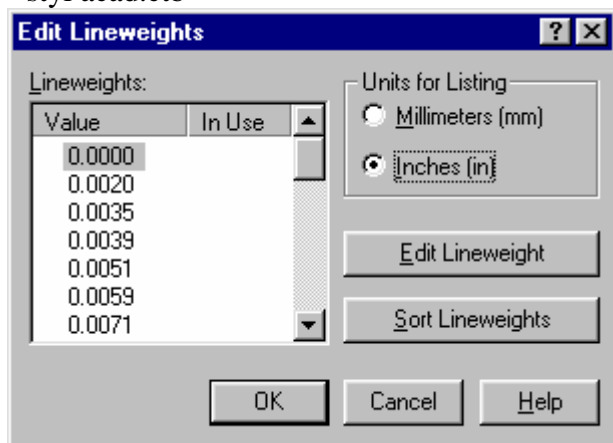 Edit Lineweights
Lineweights:
Value In Use
0.0000
0.0020
0.0035
0.0039
0.0051
0.0059
0.0071
Units for Listing
Millimeters (mm)
Inches (in)
Edit Lineweight
Sort Lineweights
OK Cancel Help